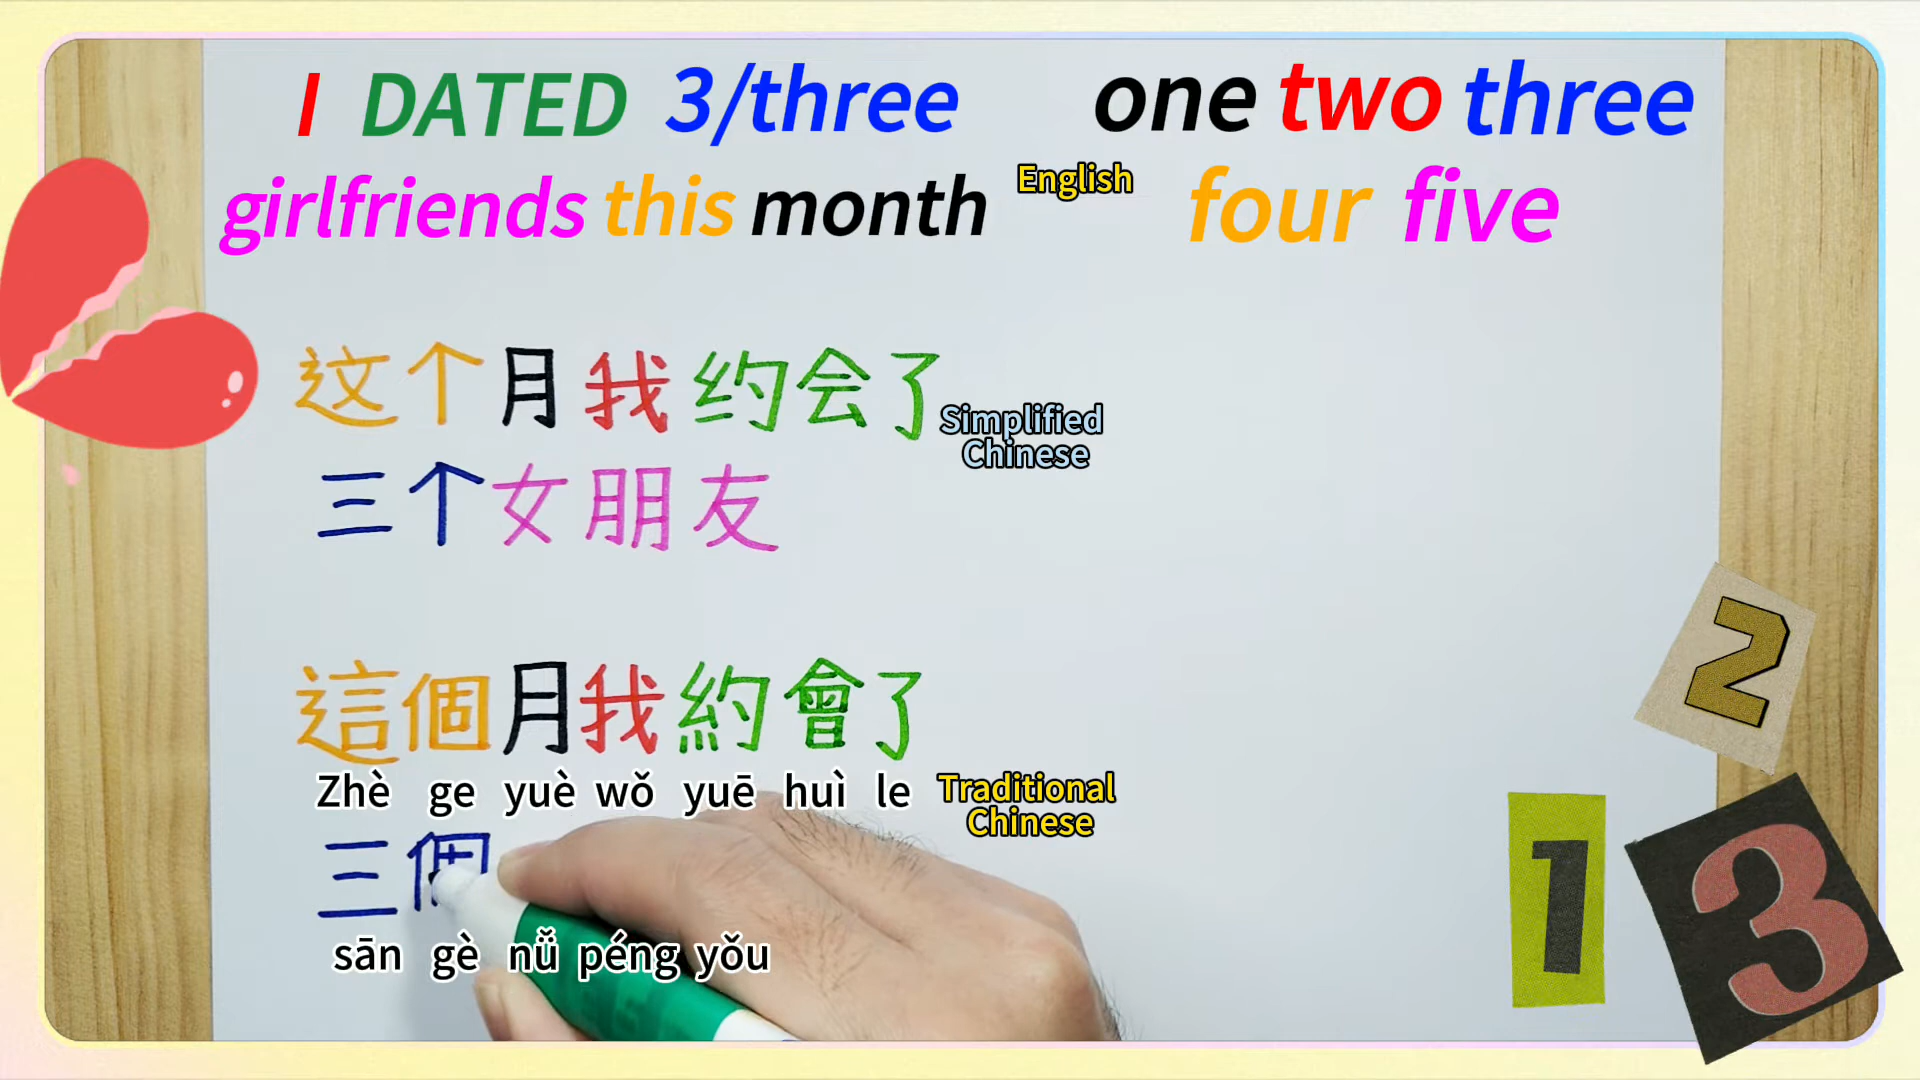 I DATED 3/three
girlfriends this month
English
one two three
four five
这个月我约会了
三个女朋友
Simplified
Chinese
這個月我約會了
Zhè ge yuè wǒ yuē huì le
Traditional
Chinese
三個
sān gè nǚ péng yǒu
2
1
3